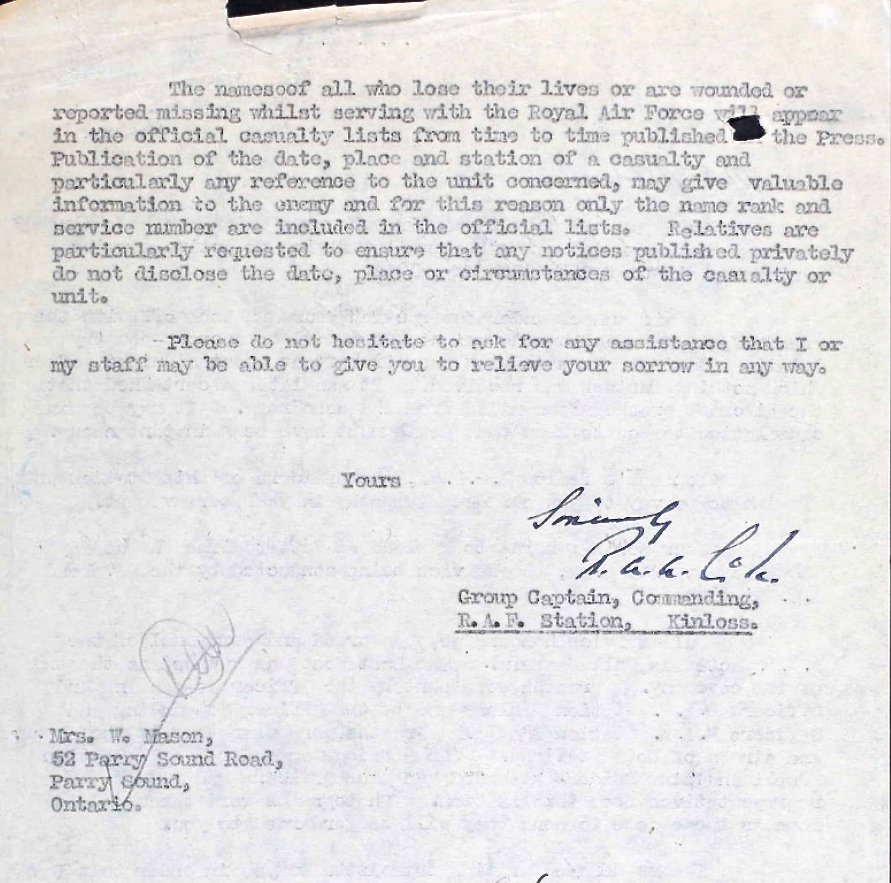 The namesoof all who lose their lives or are wounded or
reported missing whilst serving with the Royal Air Force will appear
in the official casualty lists from time to time published the Press.
Publication of the date, place and station of a casualty and
particularly any reference to the unit concerned, may give valuable
information to the enemy and for this reason only the name rank and
service number are included in the official lists. Relatives are
particularly requested to ensure that any notices published privately
do not disclose the date, place or circumstances of the casualty or
unit.
Please do not hesitate to ask for any assistance that I or
my staff may be able to give you to relieve your sorrow in any way.
Yours
Sincerely
Group Captain, Commanding,
R.A.F. Station, Kinloss.
Mrs. W. Mason,
52 Parry Sound Road,
Parry Sound,
Ontario.